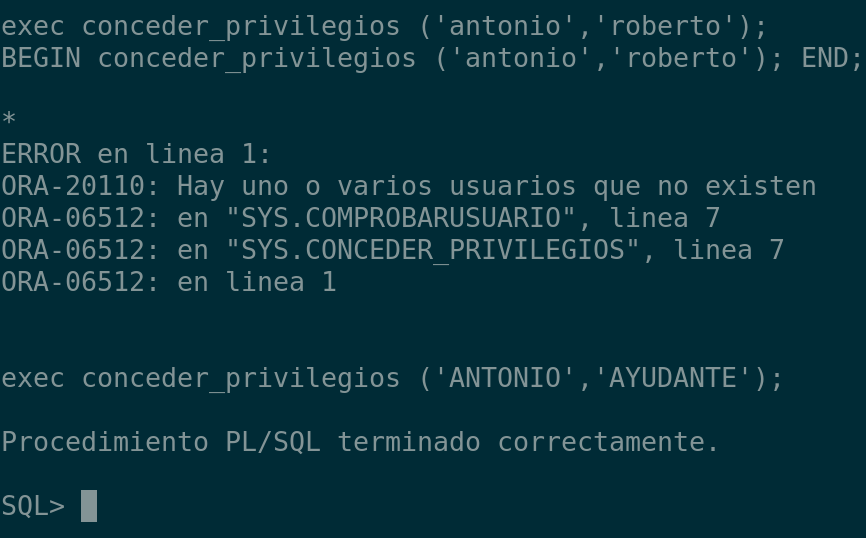 exec conceder_privilegios ('antonio','roberto');
BEGIN conceder_privilegios ('antonio','roberto'); END;
*
ERROR en linea 1:
ORA-20110: Hay uno o varios usuarios que no existen
ORA-06512: en "SYS.COMPROBARUSUARIO", linea 7
ORA-06512: en "SYS.CONCEDER_PRIVILEGIOS", linea 7
ORA-06512: en linea 1
exec conceder_privilegios ('ANTONIO','AYUDANTE');
Procedimiento PL/SQL terminado correctamente.
SQL>